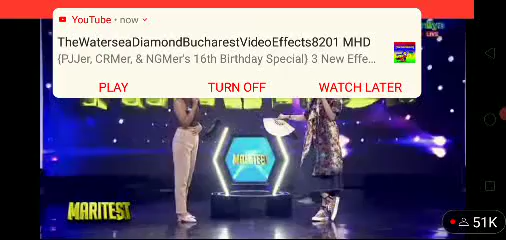 YouTube • now
TheWaterseaDiamondBucharestVideoEffects8201 MHD
{PJJer, CRMer, & NGMer's 16th Birthday Special} 3 New Effe...
PLAY
TURN OFF
WATCH LATER
LIVE
MARITEST
MARITEST
51K